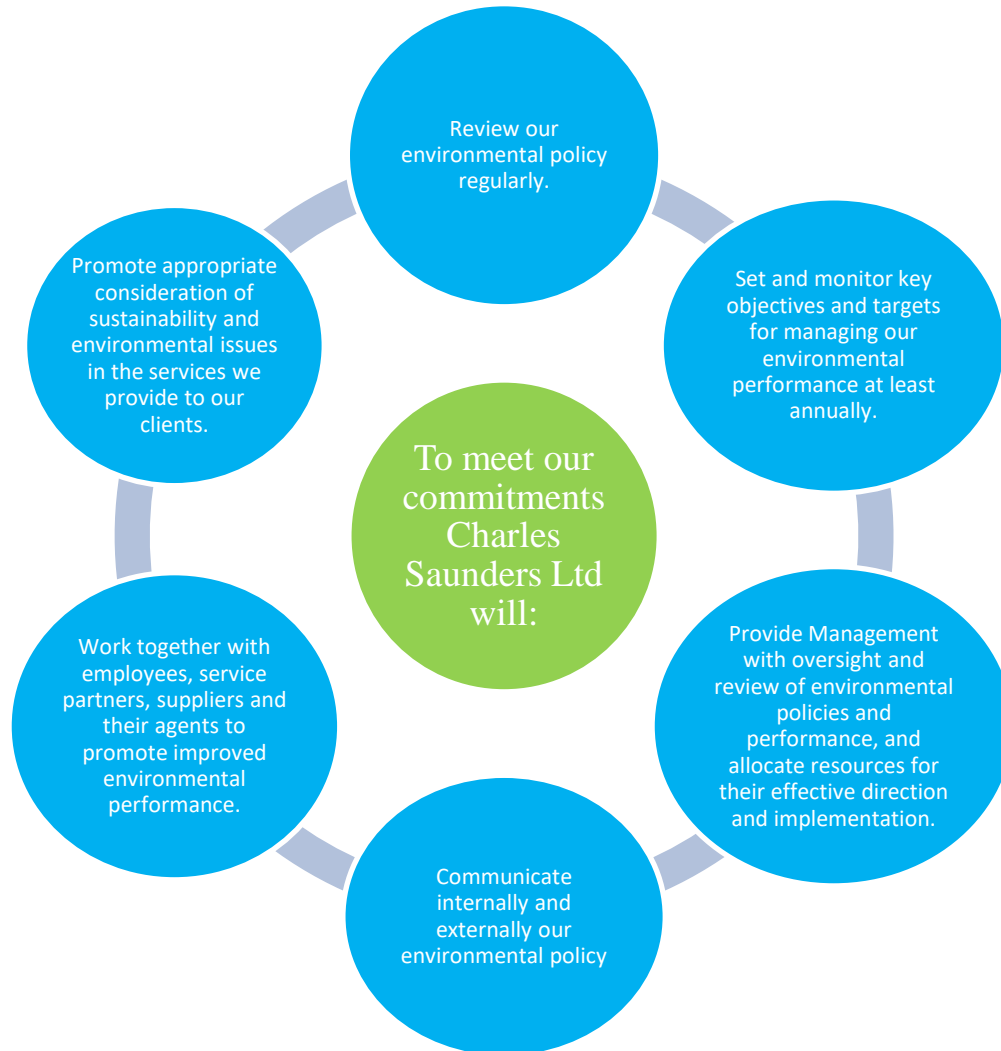 Review our
environmental policy
regularly.
Set and monitor key
objectives and targets
for managing our
environmental
performance at least
annually.
Provide Management
with oversight and
review of environmental
policies and
performance, and
allocate resources for
their effective direction
and implementation.
Communicate
internally and
externally our
environmental policy
Work together with
employees, service
partners, suppliers and
their agents to
promote improved
environmental
performance.
Promote appropriate
consideration of
sustainability and
environmental issues
in the services we
provide to our
clients.
To meet our
commitments
Charles
Saunders Ltd
will: